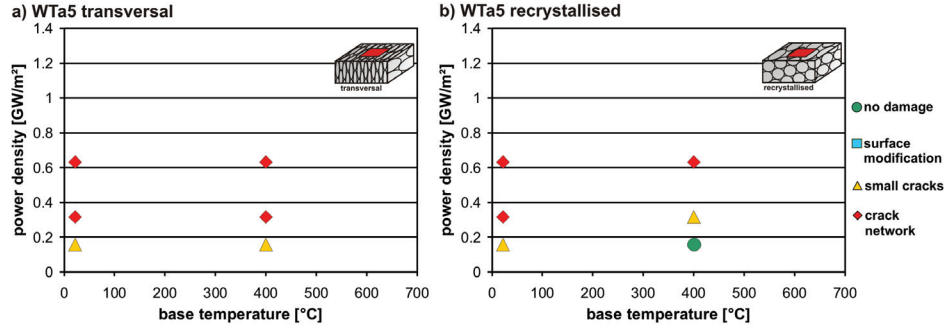 a) WTa5 transversal
power density [GW/m²]
1.4
1.2
1
0.8
0.6
0.4
0.2
0
0 100 200 300 400 500 600 700
base temperature [°C]
transversal
b) WTa5 recrystallised
power density [GW/m²]
1.4
1.2
1
0.8
0.6
0.4
0.2
0
0 100 200 300 400 500 600 700
base temperature [°C]
recrystallised
no damage
surface
modification
small cracks
crack
network